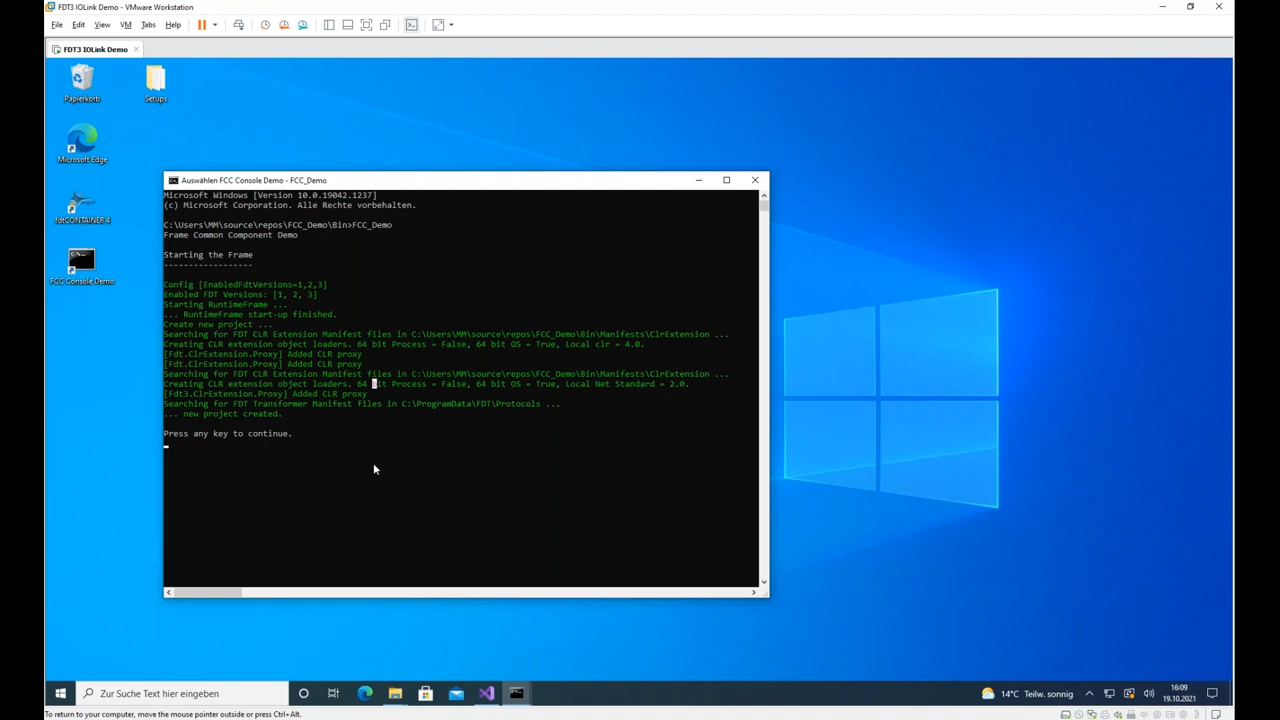 FDT3 IOLink Demo - VMware Workstation
File Edit View VM Tabs Help
FDT3 IOLink Demo
Papierkorb
Setups
Microsoft Edge
fdtCONTAINER 4
FCC Console Demo
Auswählen FCC Console Demo - FCC_Demo
Microsoft Windows [Version 10.0.19042.1237]
(c) Microsoft Corporation. Alle Rechte vorbehalten.
C:\Users\MM\source\repos\FCC_Demo\Bin>FCC_Demo
Frame Common Component Demo
Starting the Frame
------------------
Config [EnabledFdtVersions=1,2,3]
Enabled FDT Versions: [1, 2, 3]
Starting RuntimeFrame ...
... RuntimeFrame start-up finished.
Create new project ...
Searching for FDT CLR Extension Manifest files in C:\Users\MM\source\repos\FCC_Demo\Bin\Manifests\ClrExtension ...
Creating CLR extension object loaders. 64 bit Process = False, 64 bit OS = True, Local clr = 4.0.
[Fdt.ClrExtension.Proxy] Added CLR proxy
[Fdt.ClrExtension.Proxy] Added CLR proxy
Searching for FDT CLR Extension Manifest files in C:\Users\MM\source\repos\FCC_Demo\Bin\Manifests\ClrExtension ...
Creating CLR extension object loaders. 64 bit Process = False, 64 bit OS = True, Local Net Standard = 2.0.
[Fdt3.ClrExtension.Proxy] Added CLR proxy
Searching for FDT Transformer Manifest files in C:\ProgramData\FDT\Protocols ...
... new project created.
Press any key to continue.
Zur Suche Text hier eingeben
14°C Teilw. sonnig
16:09
19.10.2021
To return to your computer, move the mouse pointer outside or press Ctrl+Alt.